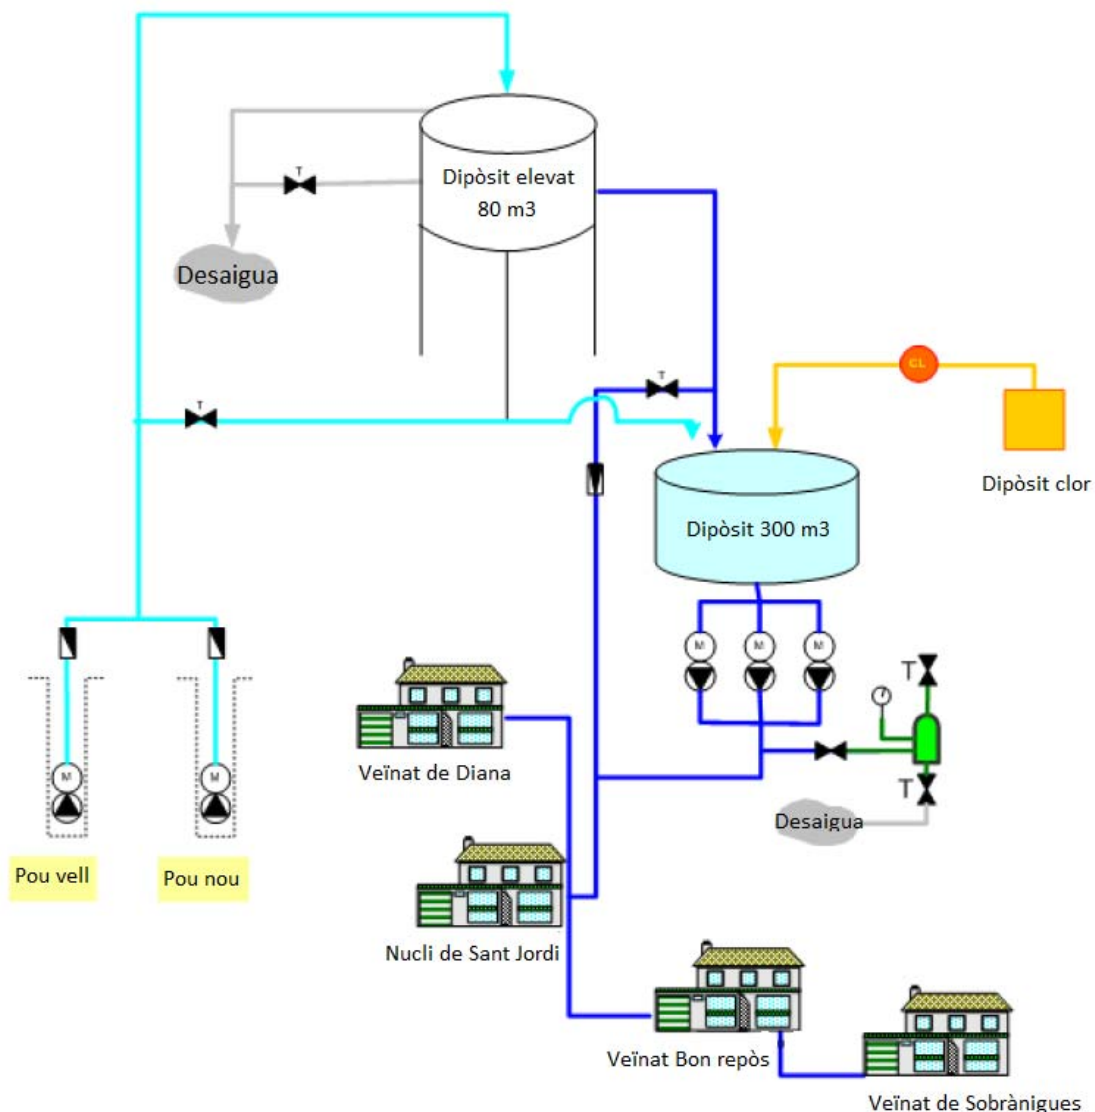 Dipòsit elevat
80 m3
T
Desaigua
T
T
CL
Dipòsit clor
Dipòsit 300 m3
M
M
M
T
Veïnat de Diana
M
M
T
Desaigua
Pou vell
Pou nou
Nucli de Sant Jordi
Veïnat Bon repòs
Veïnat de Sobrànigues